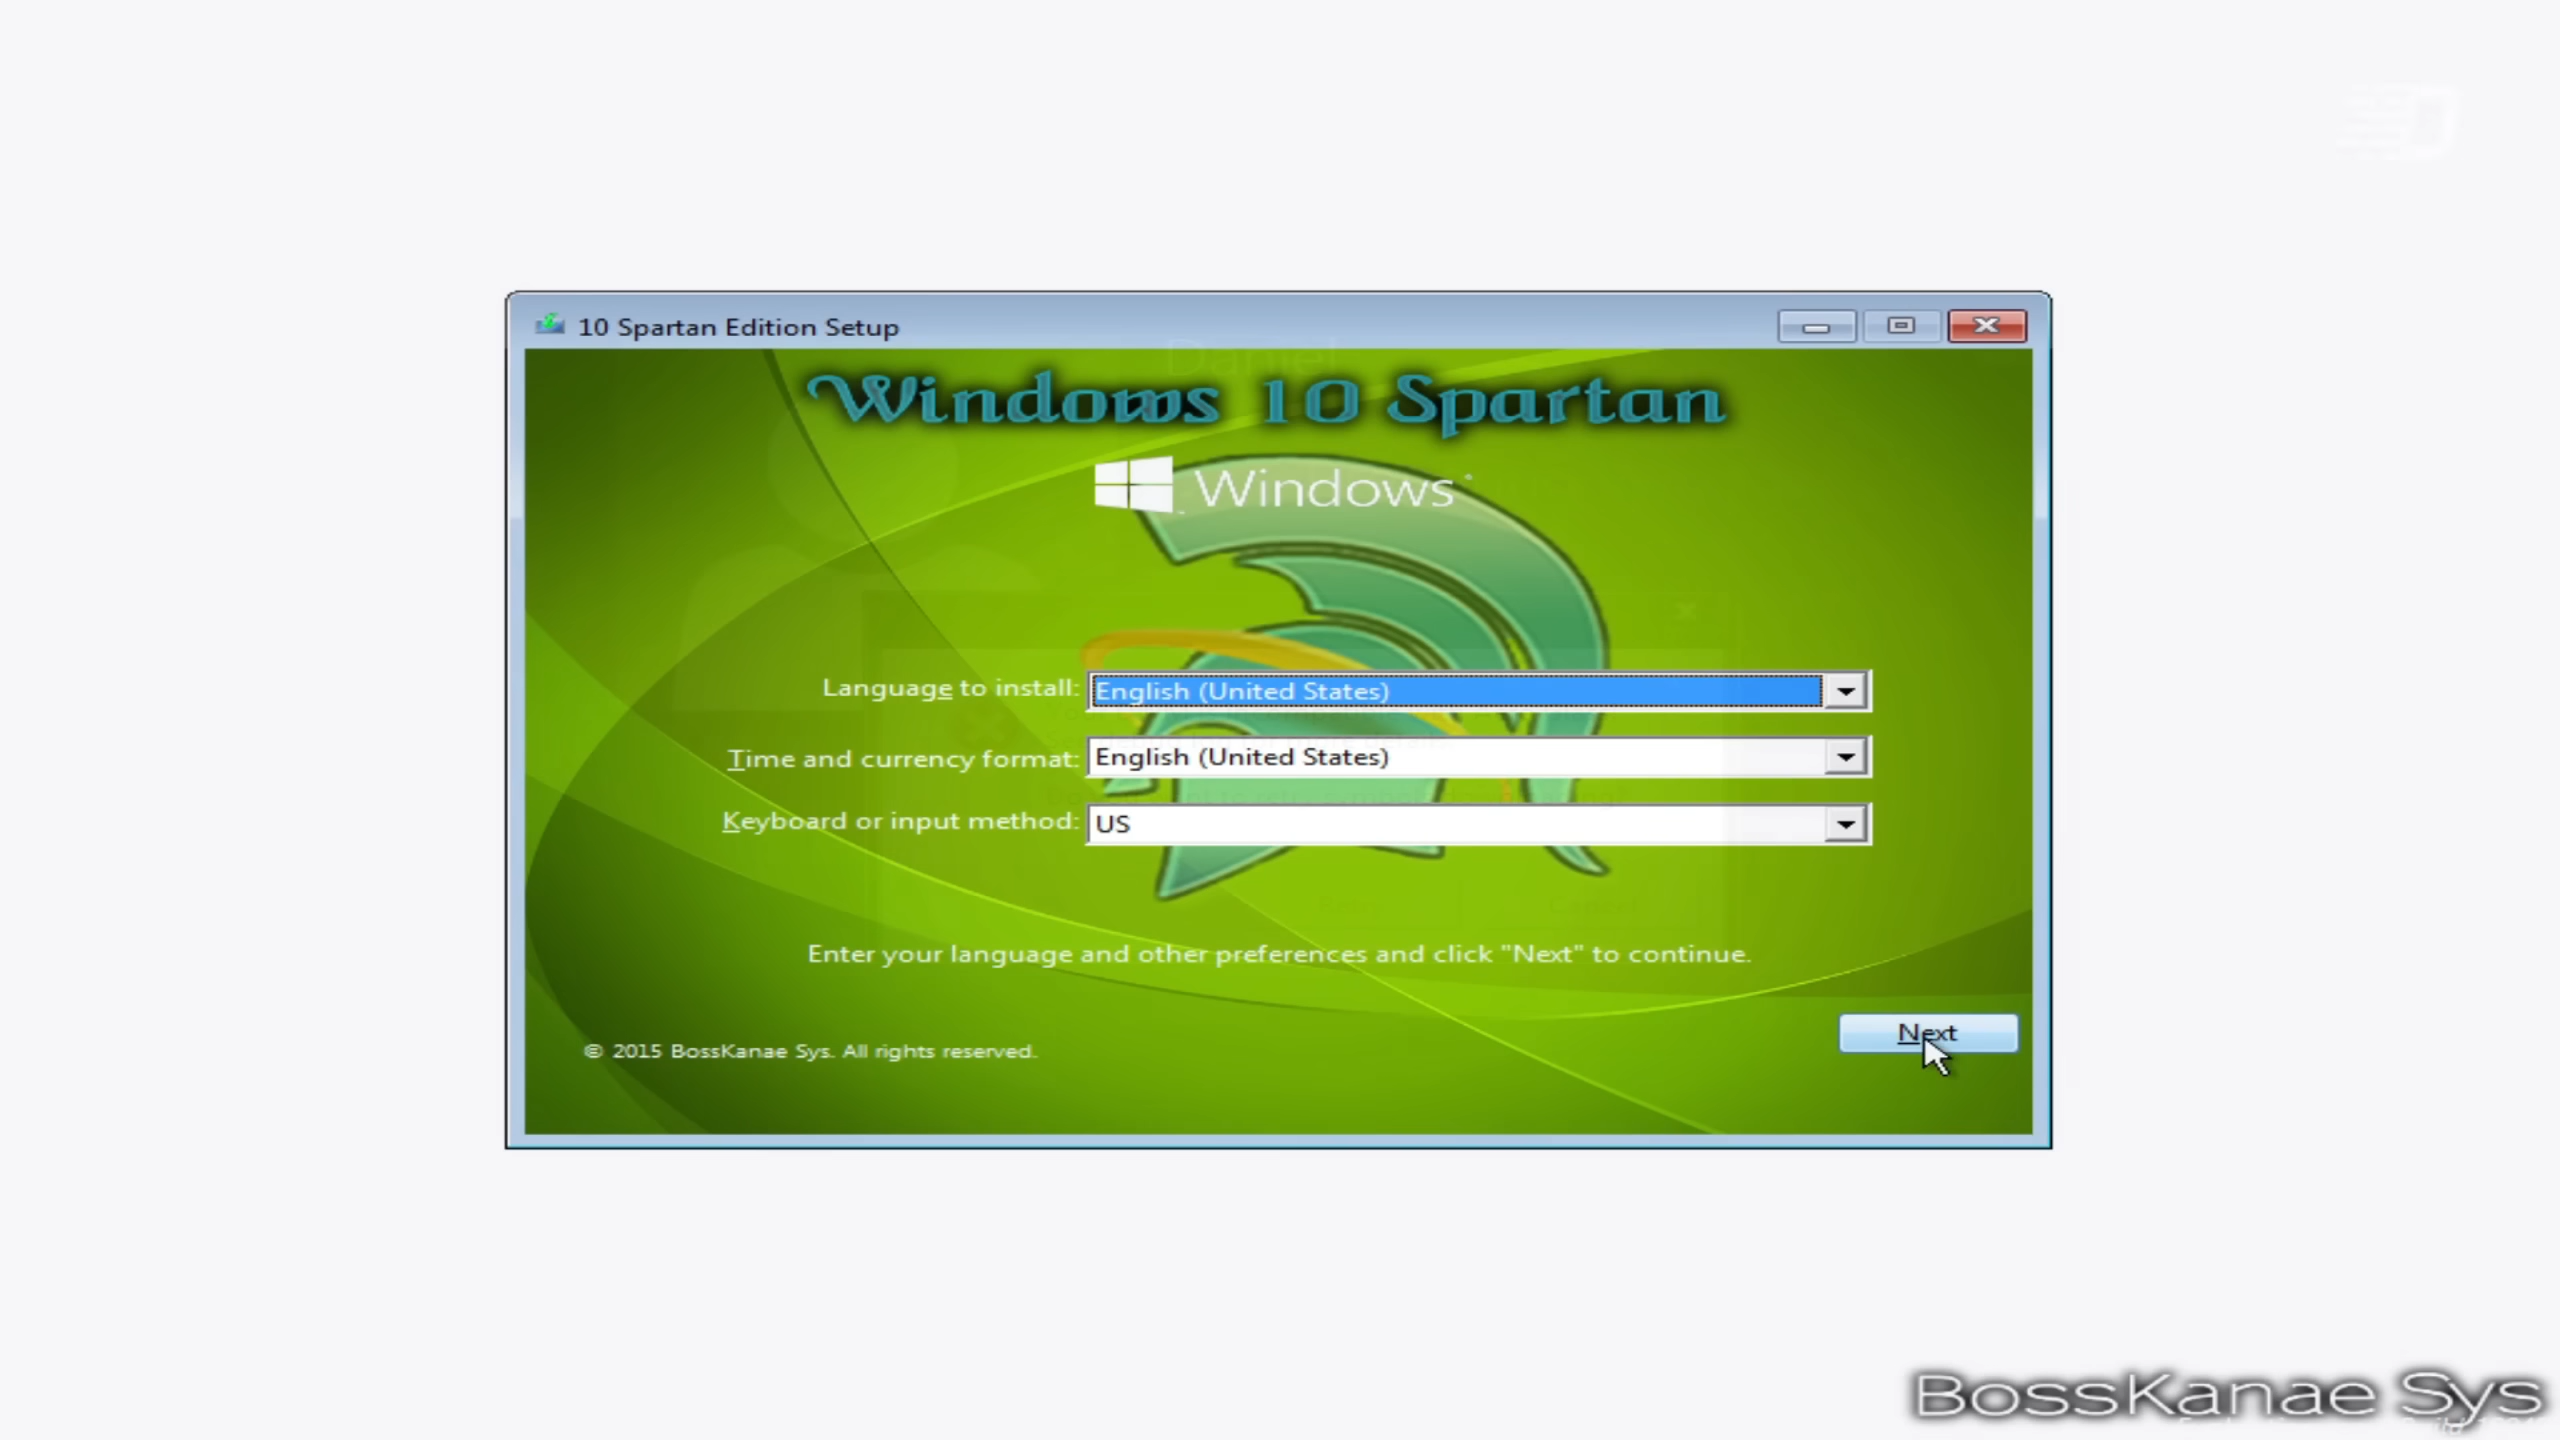 10 Spartan Edition Setup
Daniel
Windows 10 Spartan
Windows
Language to install: English (United States)
Time and currency format: English (United States)
Keyboard or input method: US
Enter your language and other preferences and click "Next" to continue.
Next
© 2015 BossKanae Sys. All rights reserved.
BossKanae Sys